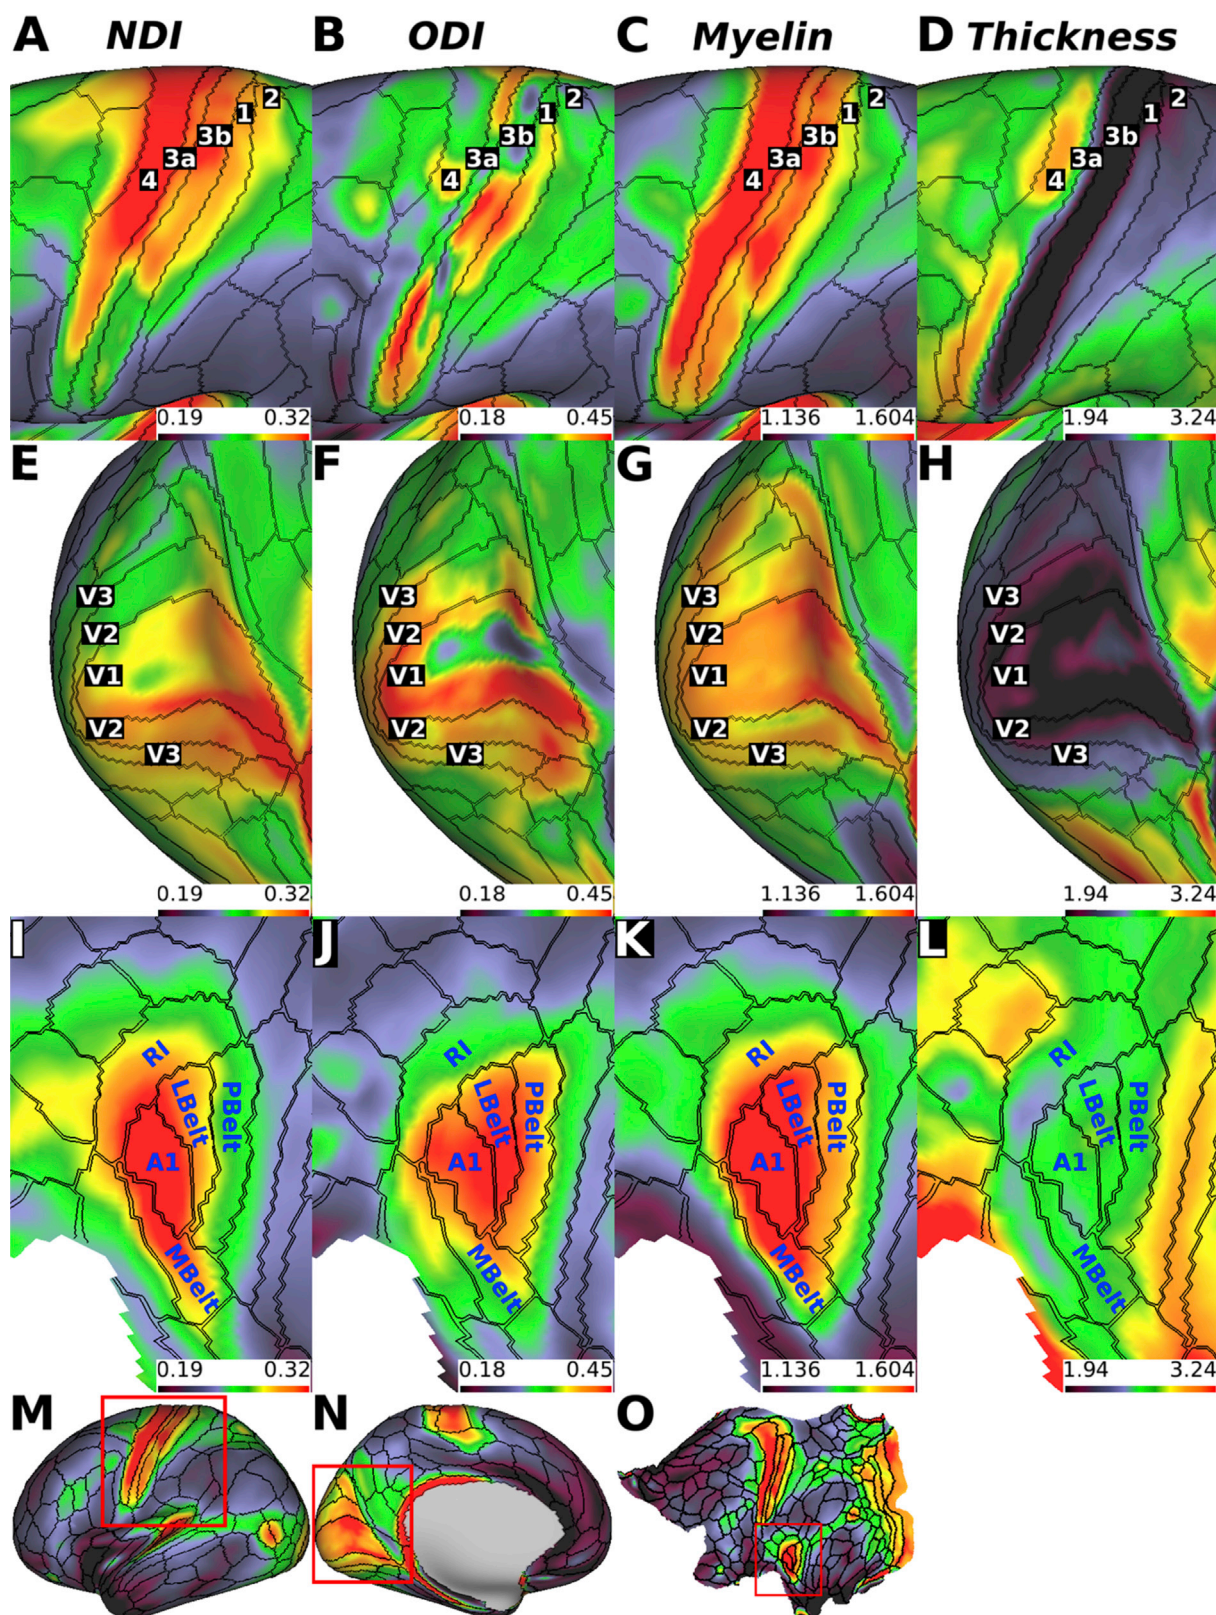 A NDI B ODI C Myelin D Thickness
4 3a 3b 1 2 4 3a 3b 1 2 4 3a 3b 1 2 4 3a 3b 1 2
0.19 0.32 0.18 0.45 1.136 1.604 1.94 3.24
E F G H
V3 V3 V3 V3
V2 V2 V2 V2
V1 V1 V1 V1
V2 V2 V2 V2
V3 V3 V3 V3
0.19 0.32 0.18 0.45 1.136 1.604 1.94 3.24
I J K L
RI LBelt PBelt RI LBelt PBelt RI LBelt PBelt RI LBelt PBelt
A1 A1 A1 A1
MBelt MBelt MBelt MBelt
0.19 0.32 0.18 0.45 1.136 1.604 1.94 3.24
M N O